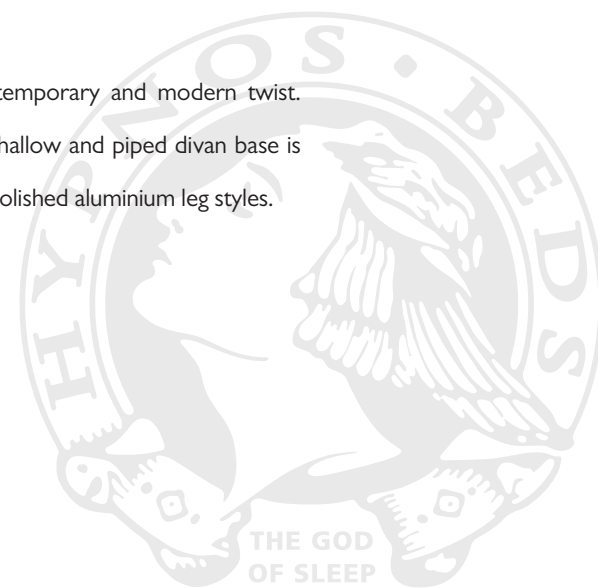 temporary and modern twist.
hallow and piped divan base is
olished aluminium leg styles.
HYPNOS • BEDS
THE GOD
OF SLEEP